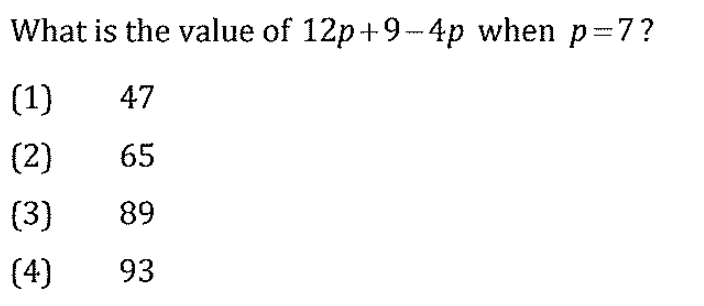 What is the value of 12p+9−4p when p=7?
(1) 47
(2) 65
(3) 89
(4) 93